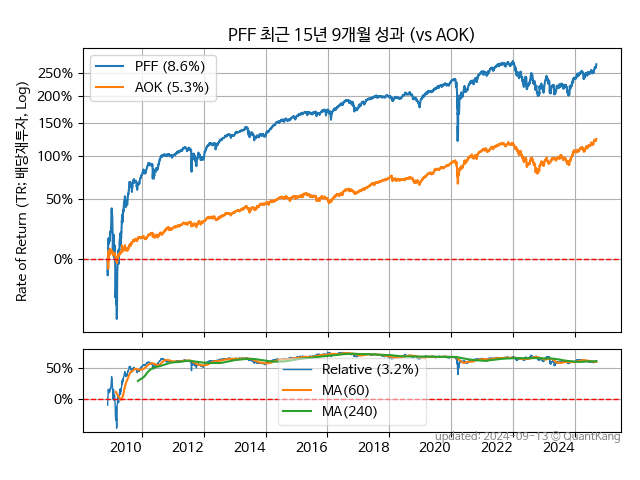 PFF 최근 15년 9개월 성과 (vs AOK)
PFF (8.6%)
AOK (5.3%)
250%
200%
150%
100%
50%
0%
Rate of Return (TR: 배당재투자, Log)
50%
0%
Relative (3.2%)
MA(60)
MA(240)
updated: 2024-09-13 © QuantKang
2010 2012 2014 2016 2018 2020 2022 2024